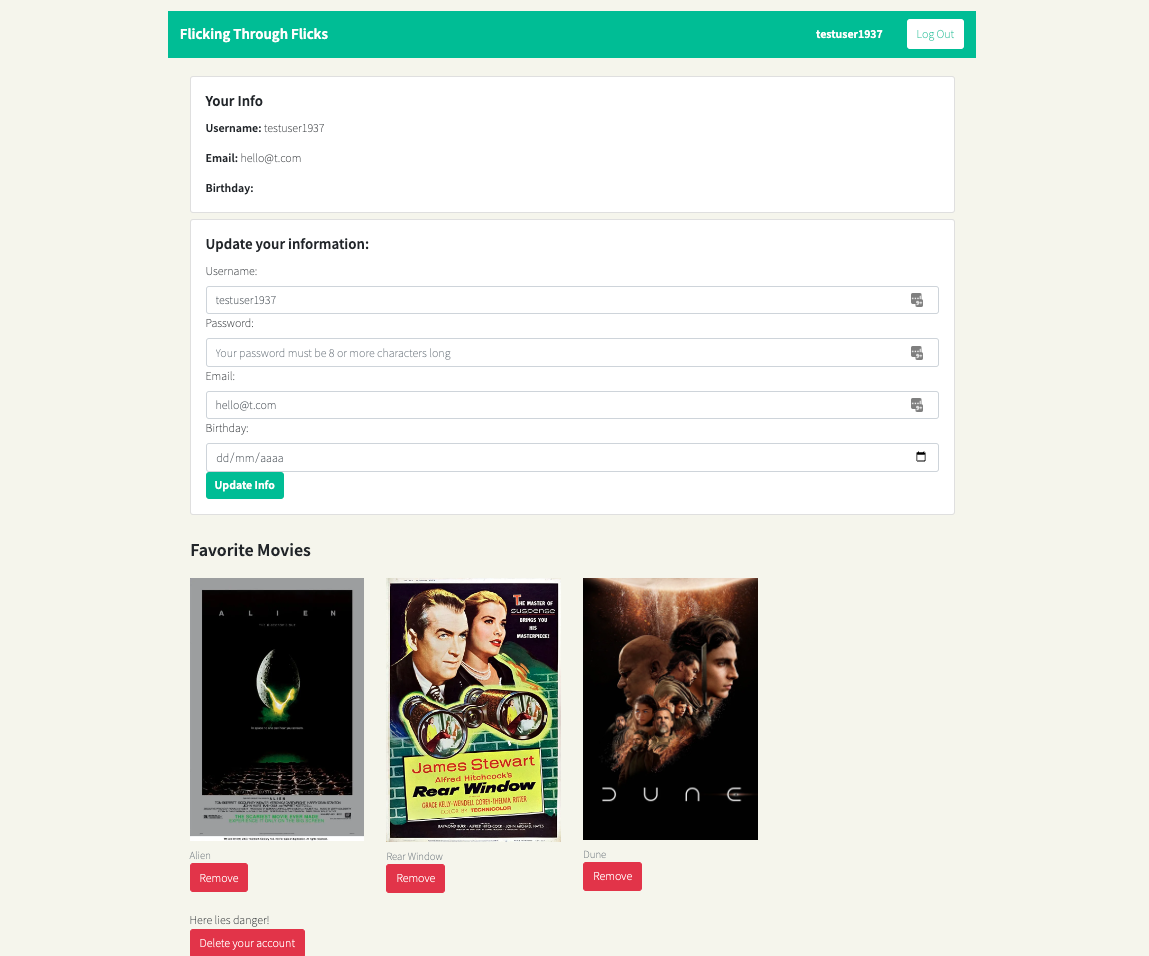 Flicking Through Flicks testuser1937 Log Out
Your Info
Username: testuser1937
Email: hello@t.com
Birthday:
Update your information:
Username:
testuser1937
Password:
Your password must be 8 or more characters long
Email:
hello@t.com
Birthday:
dd/mm/aaaa
Update Info
Favorite Movies
A L I E N
ALIEN
THE MASTER OF
suspense
BRINGS YOU
HIS
MASTERPIECE!
James Stewart
Alfred Hitchcock's
Rear Window
GRACE KELLY · WENDELL COREY · THELMA RITTER
COLOR BY TECHNICOLOR
DUNE
Alien
Remove
Rear Window
Remove
Dune
Remove
Here lies danger!
Delete your account